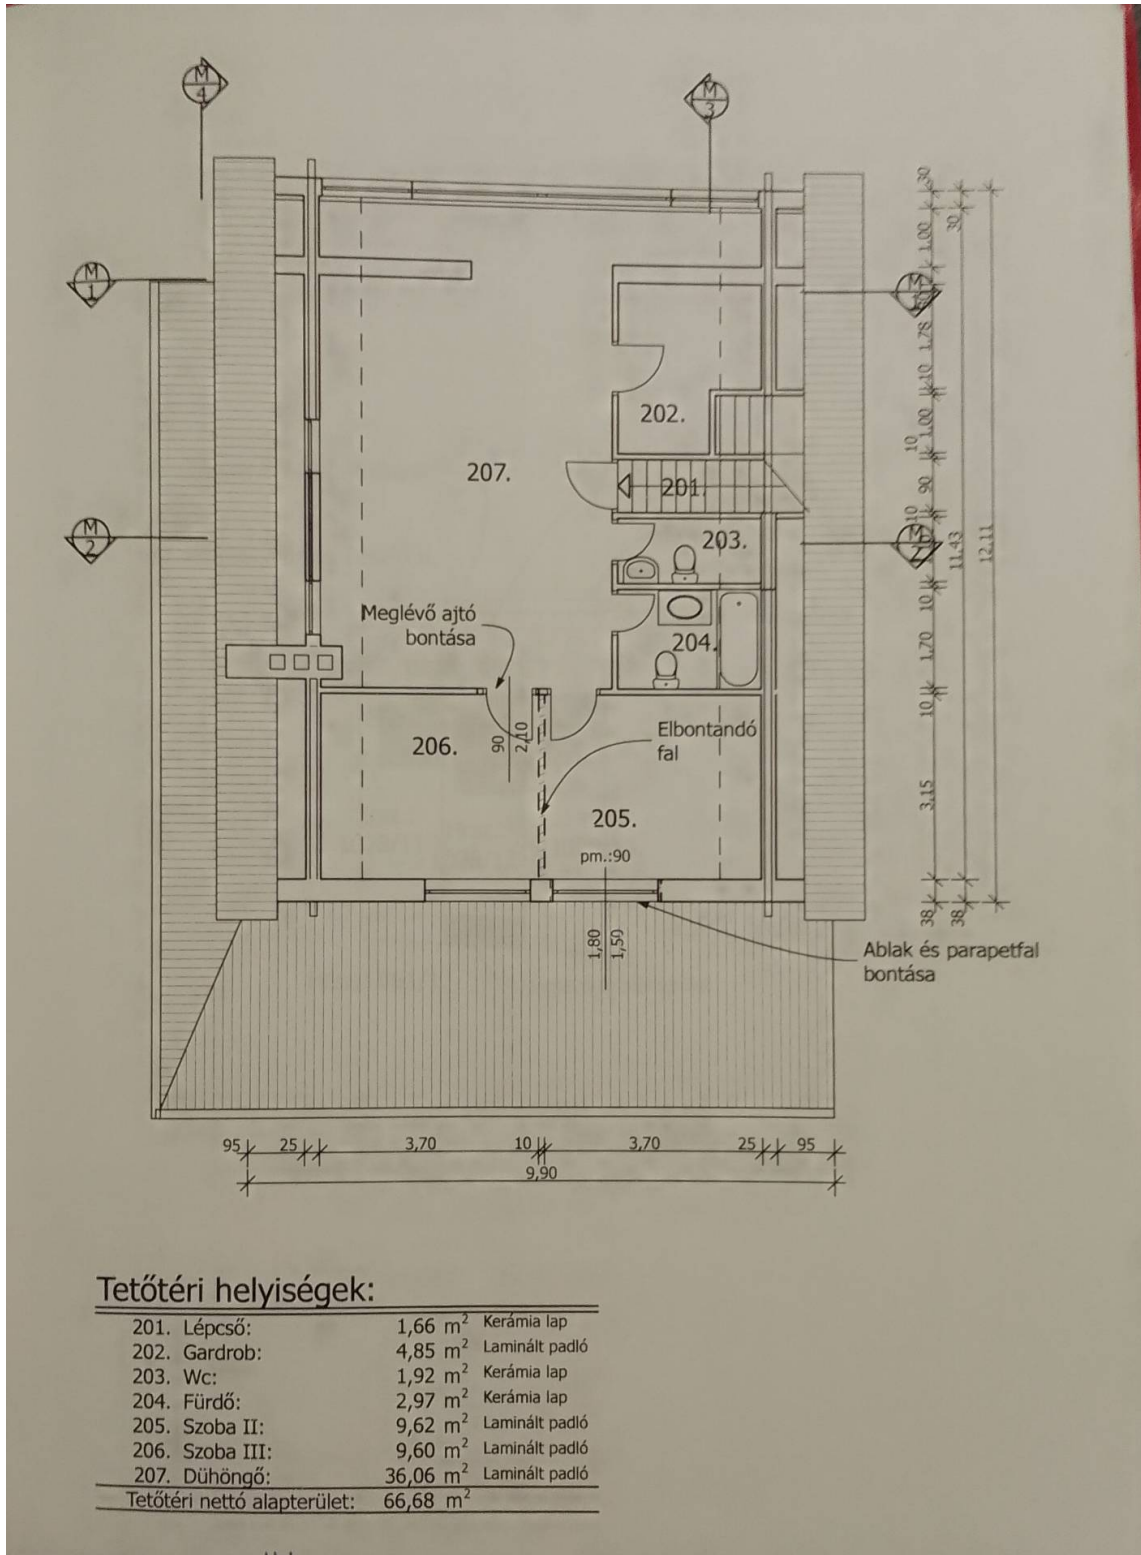 M
4
M
3
M
1
M
2
30
1.00
30
1.78
10
1.00
10
90
10
11.43
12.11
10
1.70
10
3.15
38
38
202.
207.
201.
203.
204.
Meglévő ajtó
bontása
206.
90
2,10
Elbontandó
fal
205.
pm.:90
1,80
1,50
Ablak és parapetfal
bontása
95 25 3,70 10 3,70 25 95
9,90
Tetőtéri helyiségek:
201. Lépcső: 1,66 m² Kerámia lap
202. Gardrob: 4,85 m² Laminált padló
203. Wc: 1,92 m² Kerámia lap
204. Fürdő: 2,97 m² Kerámia lap
205. Szoba II: 9,62 m² Laminált padló
206. Szoba III: 9,60 m² Laminált padló
207. Dühöngő: 36,06 m² Laminált padló
Tetőtéri nettó alapterület: 66,68 m²